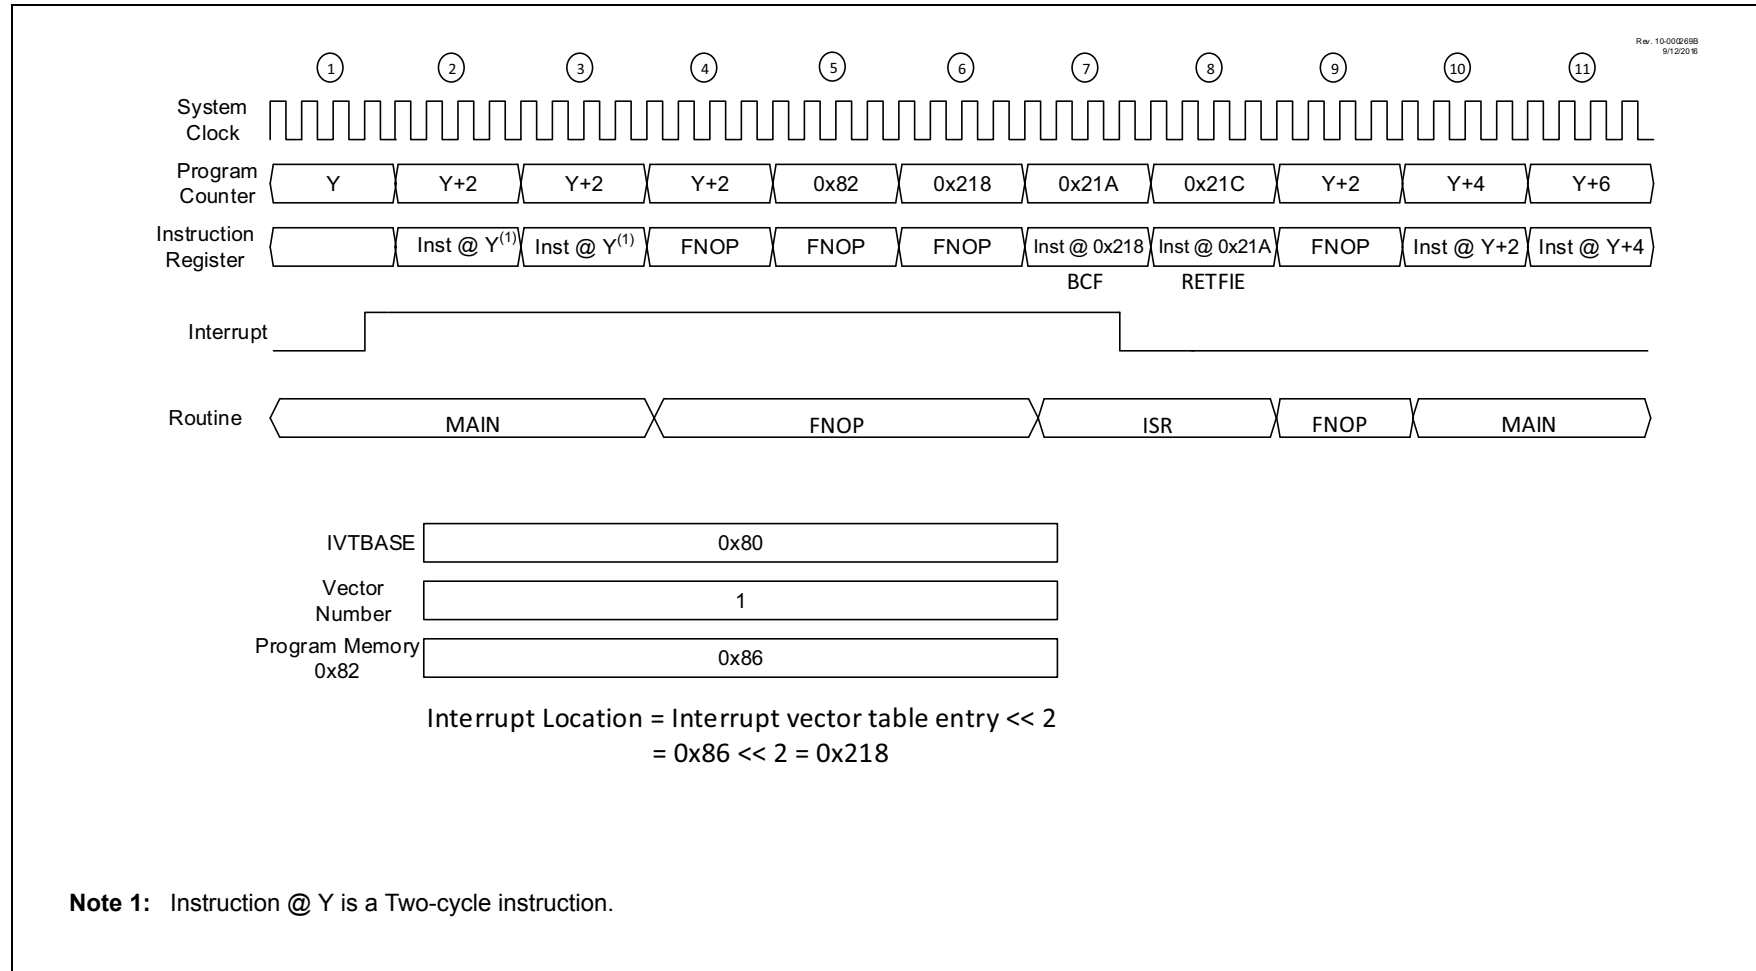 Rev. 10-000269B
9/12/2016
1 2 3 4 5 6 7 8 9 10 11
System
Clock
Program
Counter
Y Y+2 Y+2 Y+2 0x82 0x218 0x21A 0x21C Y+2 Y+4 Y+6
Instruction
Register
Inst @ Y(1) Inst @ Y(1) FNOP FNOP FNOP Inst @ 0x218 Inst @ 0x21A FNOP Inst @ Y+2 Inst @ Y+4
BCF RETFIE
Interrupt
Routine MAIN FNOP ISR FNOP MAIN
IVTBASE 0x80
Vector
Number
1
Program Memory
0x82
0x86
Interrupt Location = Interrupt vector table entry << 2
= 0x86 << 2 = 0x218
Note 1: Instruction @ Y is a Two-cycle instruction.